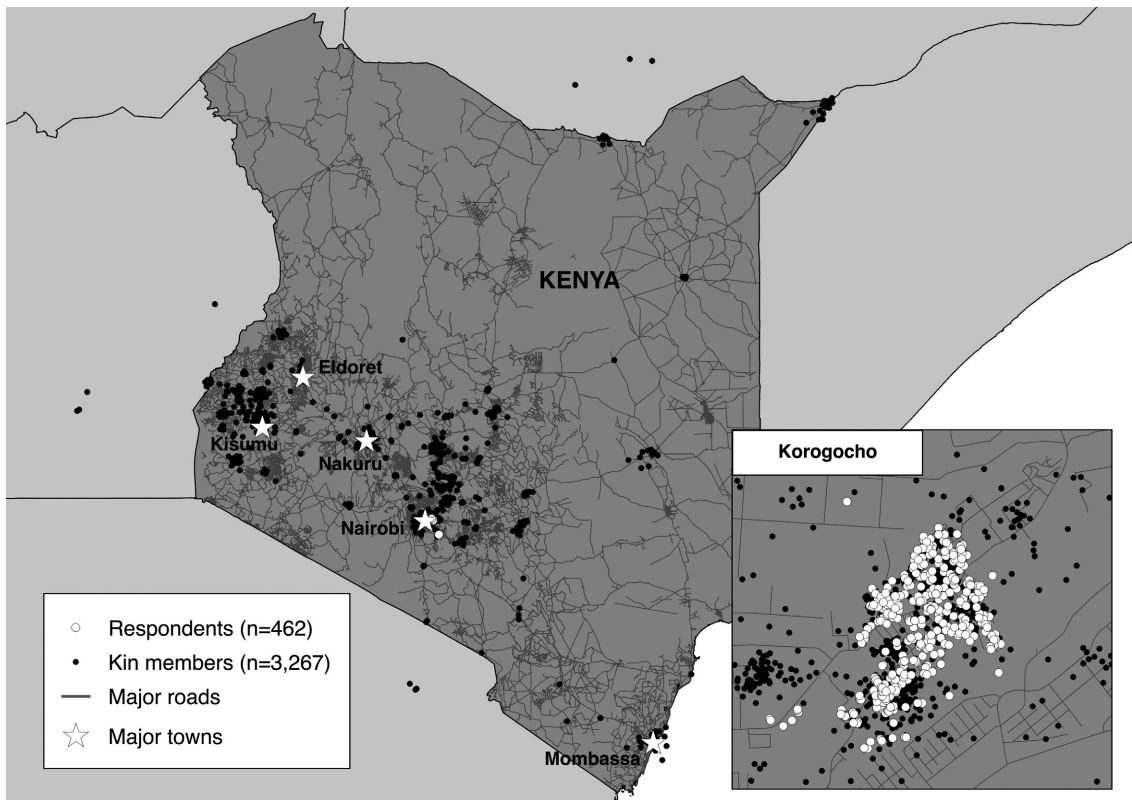 KENYA
Eldoret
Kisumu
Nakuru
Nairobi
Mombassa
Korogocho
Respondents (n=462)
Kin members (n=3,267)
Major roads
Major towns